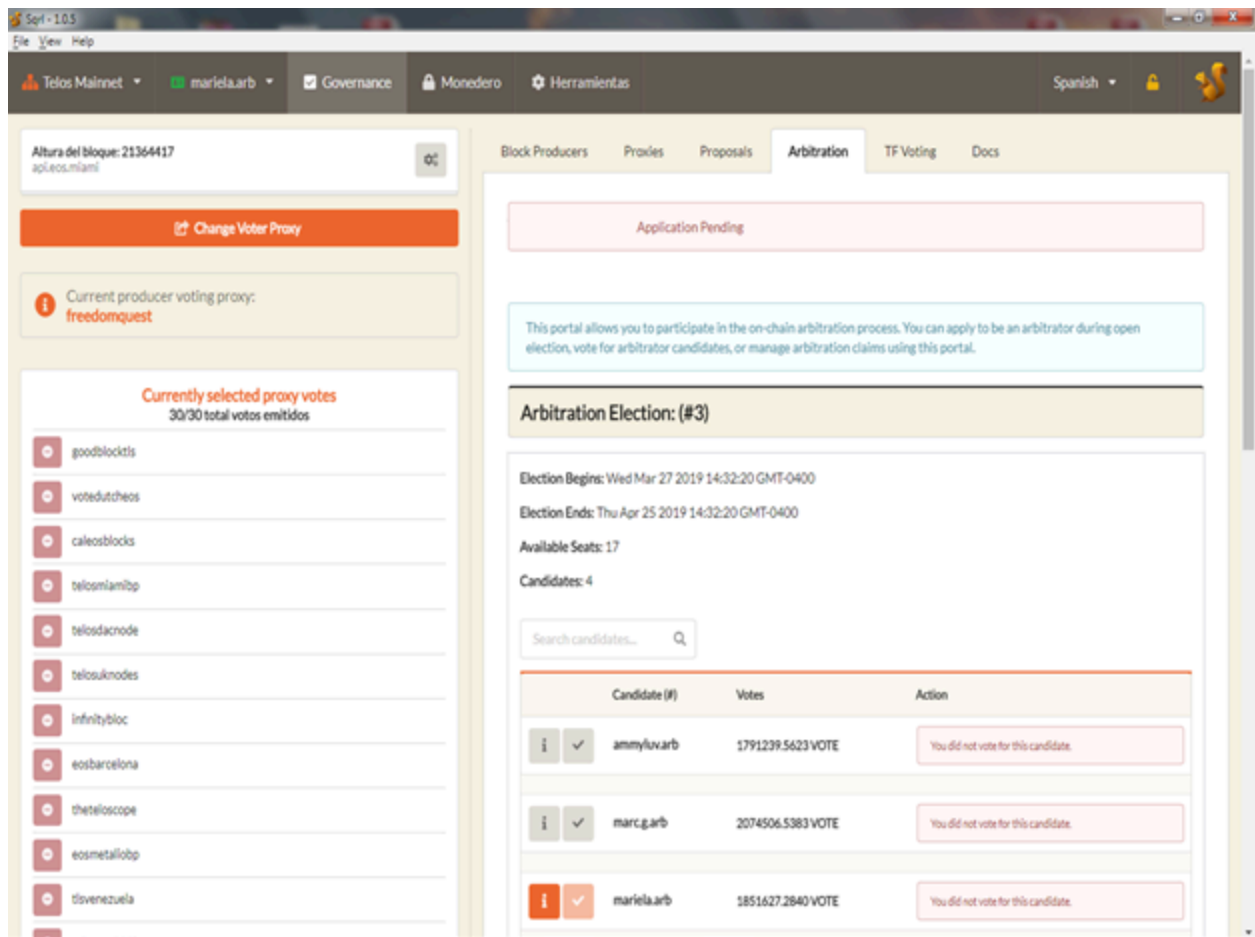 Sqrl - 1.0.5
File View Help
Telos Mainnet mariela.arb Governance Monedero Herramientas Spanish
Altura del bloque: 21364417
api.eos.miami
Change Voter Proxy
Current producer voting proxy:
freedomquest
Currently selected proxy votes
30/30 total votos emitidos
goodblocktls
votedutcheos
caleosblocks
telosmiamibp
telosdacnode
telosuknodes
infinitybloc
eosbarcelona
theteloscope
eosmetaliobp
tlsvenezuela
Block Producers Proxies Proposals Arbitration TF Voting Docs
Application Pending
This portal allows you to participate in the on-chain arbitration process. You can apply to be an arbitrator during open
election, vote for arbitrator candidates, or manage arbitration claims using this portal.
Arbitration Election: (#3)
Election Begins: Wed Mar 27 2019 14:32:20 GMT-0400
Election Ends: Thu Apr 25 2019 14:32:20 GMT-0400
Available Seats: 17
Candidates: 4
Search candidates...
Candidate (#) Votes Action
ammyluv.arb 1791239.5623 VOTE You did not vote for this candidate.
marc.g.arb 2074506.5383 VOTE You did not vote for this candidate.
mariela.arb 1851627.2840 VOTE You did not vote for this candidate.